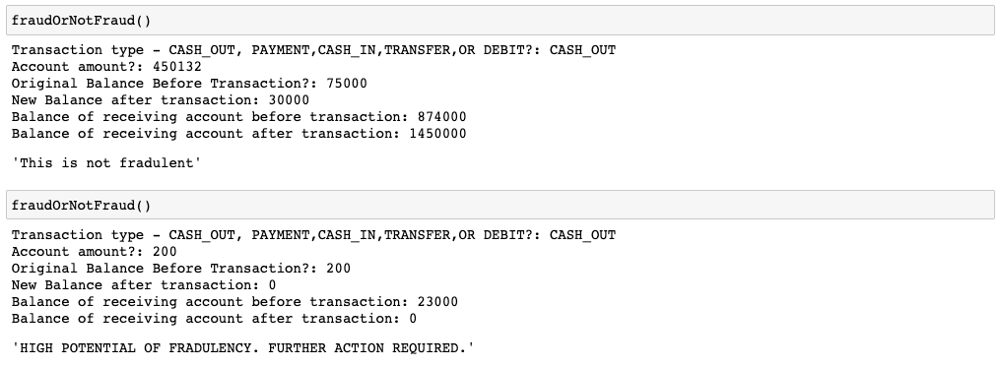 fraudOrNotFraud()
Transaction type - CASH_OUT, PAYMENT,CASH_IN,TRANSFER,OR DEBIT?: CASH_OUT
Account amount?: 450132
Original Balance Before Transaction?: 75000
New Balance after transaction: 30000
Balance of receiving account before transaction: 874000
Balance of receiving account after transaction: 1450000
'This is not fradulent'
fraudOrNotFraud()
Transaction type - CASH_OUT, PAYMENT,CASH_IN,TRANSFER,OR DEBIT?: CASH_OUT
Account amount?: 200
Original Balance Before Transaction?: 200
New Balance after transaction: 0
Balance of receiving account before transaction: 23000
Balance of receiving account after transaction: 0
'HIGH POTENTIAL OF FRADULENCY. FURTHER ACTION REQUIRED.'